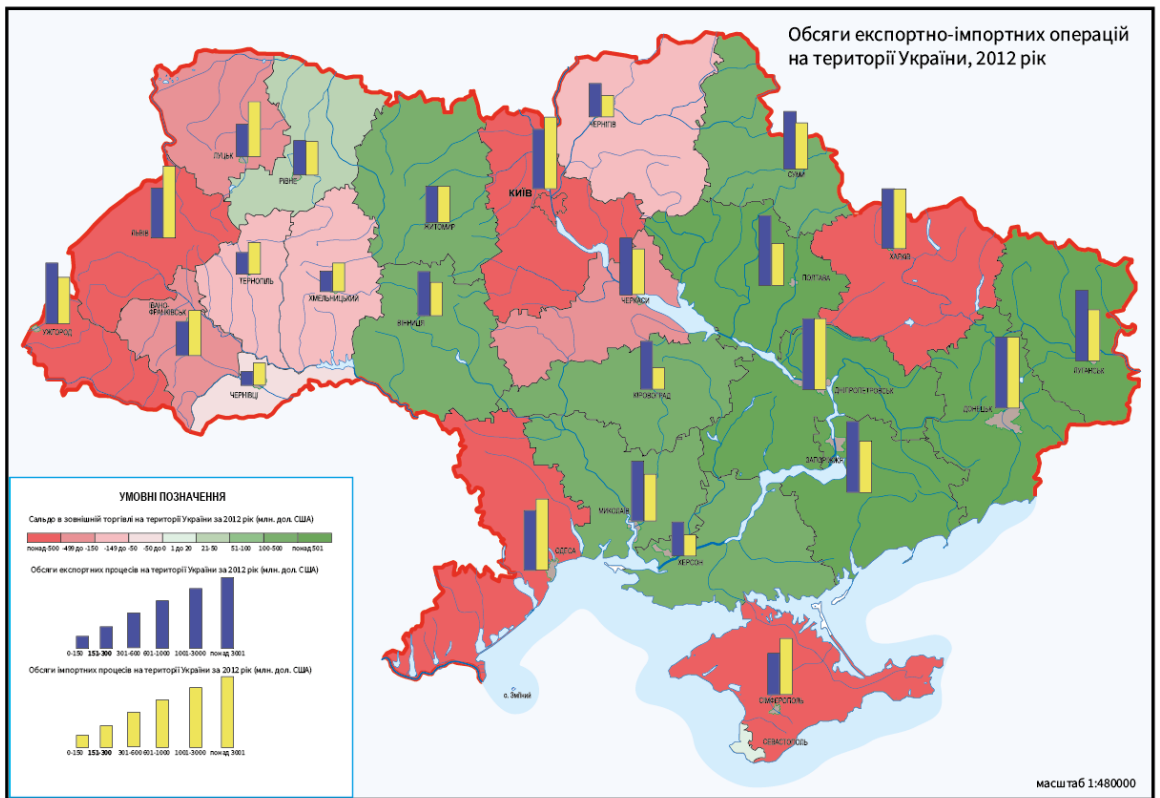 Обсяги експортно-імпортних операцій
на території України, 2012 рік
ЧЕРНІГІВ
ЛУЦЬК
РІВНЕ
СУМИ
КИЇВ
ЖИТОМИР
ЛЬВІВ
ХАРКІВ
ТЕРНОПІЛЬ
ПОЛТАВА
ХМЕЛЬНИЦЬКИЙ
ЧЕРКАСИ
ІВАНО-
ФРАНКІВСЬК
ВІННИЦЯ
УЖГОРОД
ЛУГАНСЬК
ЧЕРНІВЦІ
КІРОВОГРАД
ДНІПРОПЕТРОВСЬК
ДОНЕЦЬК
ЗАПОРІЖЖЯ
МИКОЛАЇВ
ОДЕСА
ХЕРСОН
о. Зміїний
СІМФЕРОПОЛЬ
СЕВАСТОПОЛЬ
УМОВНІ ПОЗНАЧЕННЯ
Сальдо в зовнішній торгівлі на території України за 2012 рік (млн. дол. США)
понад-500 -499 до -150 -149 до -50 -50 до 0 1 до 20 21-50 51-100 100-500 понад 501
Обсяги експортних процесів на території України за 2012 рік (млн. дол. США)
0-150 151-300 301-600 601-1000 1001-3000 понад 3001
Обсяги імпортних процесів на території України за 2012 рік (млн. дол. США)
0-150 151-300 301-600 601-1000 1001-3000 понад 3001
масштаб 1:480000